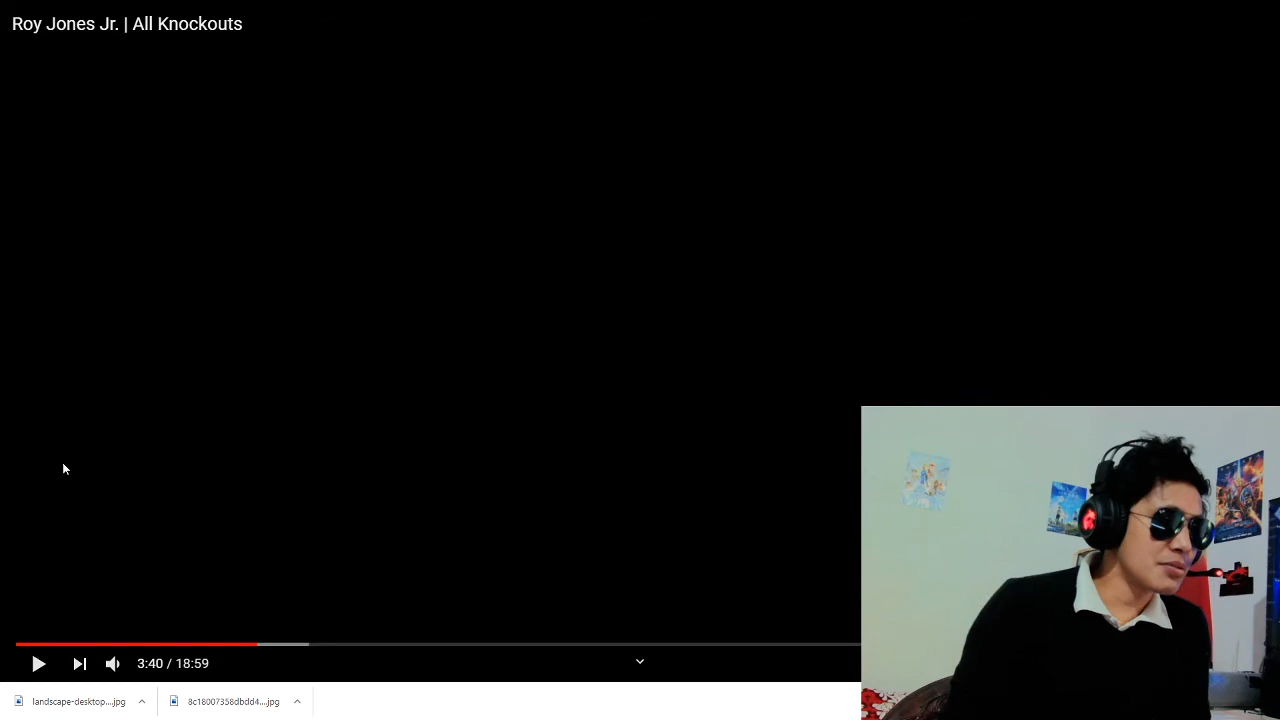 Roy Jones Jr. | All Knockouts
3:40 / 18:59
landscape-desktop....jpg
8c18007358dbdd4....jpg